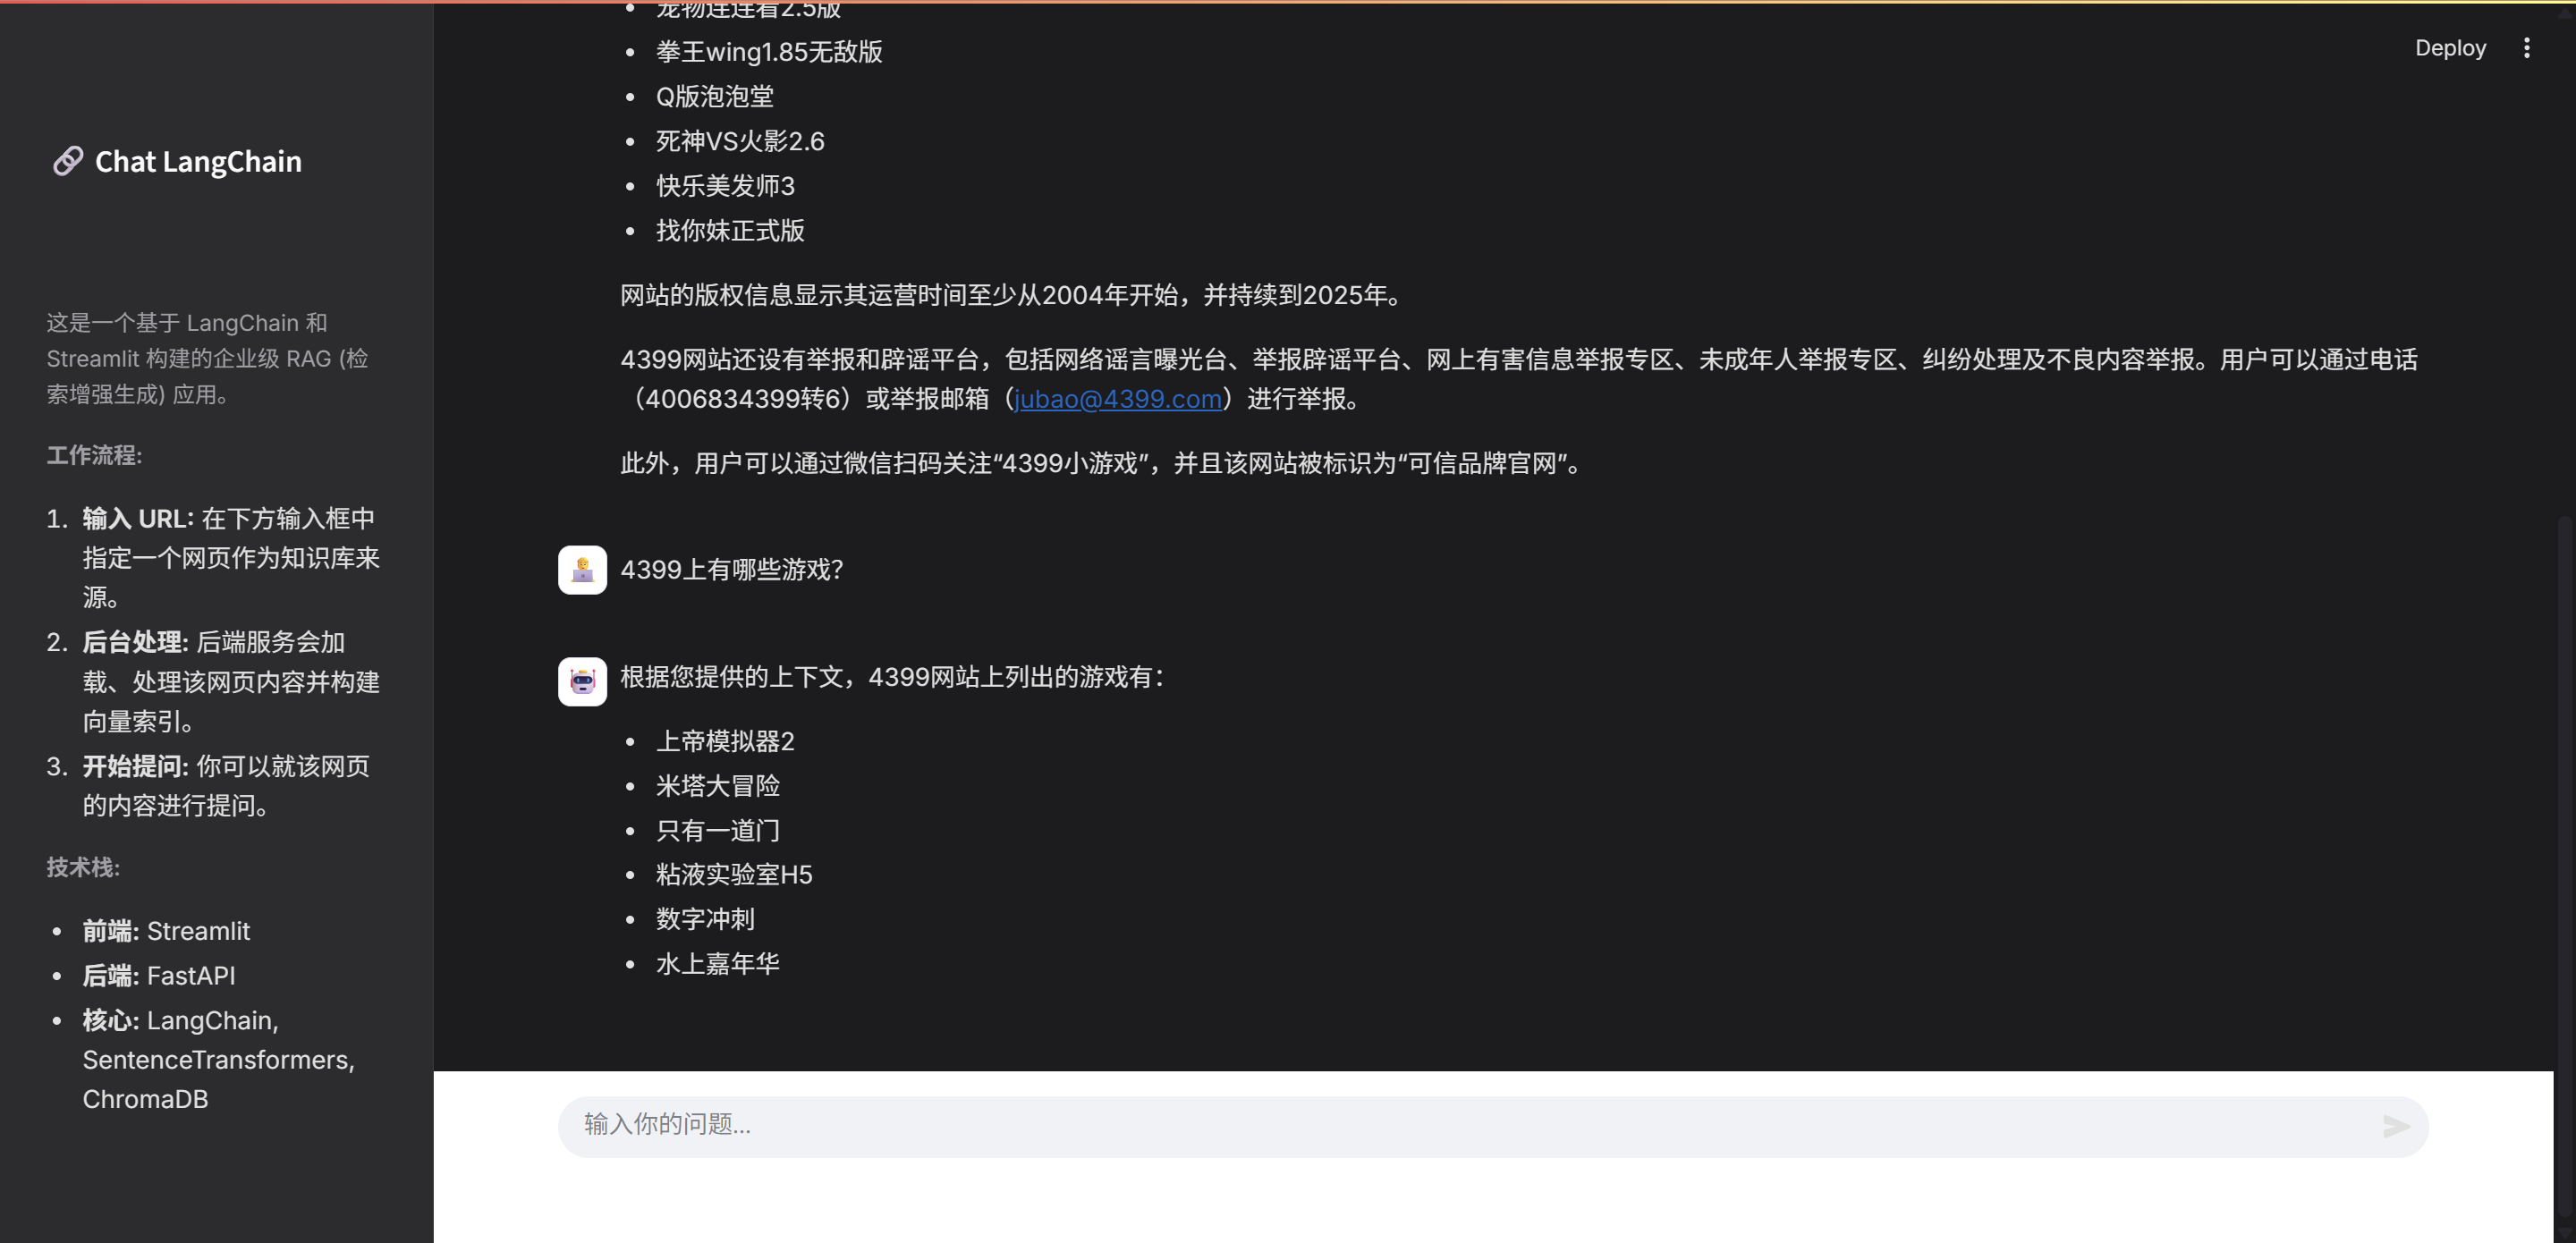 Chat LangChain
这是一个基于 LangChain 和
Streamlit 构建的企业级 RAG (检
索增强生成) 应用。
工作流程:
1. 输入 URL: 在下方输入框中
指定一个网页作为知识库来
源。
2. 后台处理: 后端服务会加
载、处理该网页内容并构建
向量索引。
3. 开始提问: 你可以就该网页
的内容进行提问。
技术栈:
• 前端: Streamlit
• 后端: FastAPI
• 核心: LangChain,
SentenceTransformers,
ChromaDB
Deploy
• 宠物连连看2.5版
• 拳王wing1.85无敌版
• Q版泡泡堂
• 死神VS火影2.6
• 快乐美发师3
• 找你妹正式版
网站的版权信息显示其运营时间至少从2004年开始，并持续到2025年。
4399网站还设有举报和辟谣平台，包括网络谣言曝光台、举报辟谣平台、网上有害信息举报专区、未成年人举报专区、纠纷处理及不良内容举报。用户可以通过电话
（4006834399转6）或举报邮箱（jubao@4399.com）进行举报。
此外，用户可以通过微信扫码关注“4399小游戏”，并且该网站被标识为“可信品牌官网”。
4399上有哪些游戏？
根据您提供的上下文，4399网站上列出的游戏有：
• 上帝模拟器2
• 米塔大冒险
• 只有一道门
• 粘液实验室H5
• 数字冲刺
• 水上嘉年华
输入你的问题...